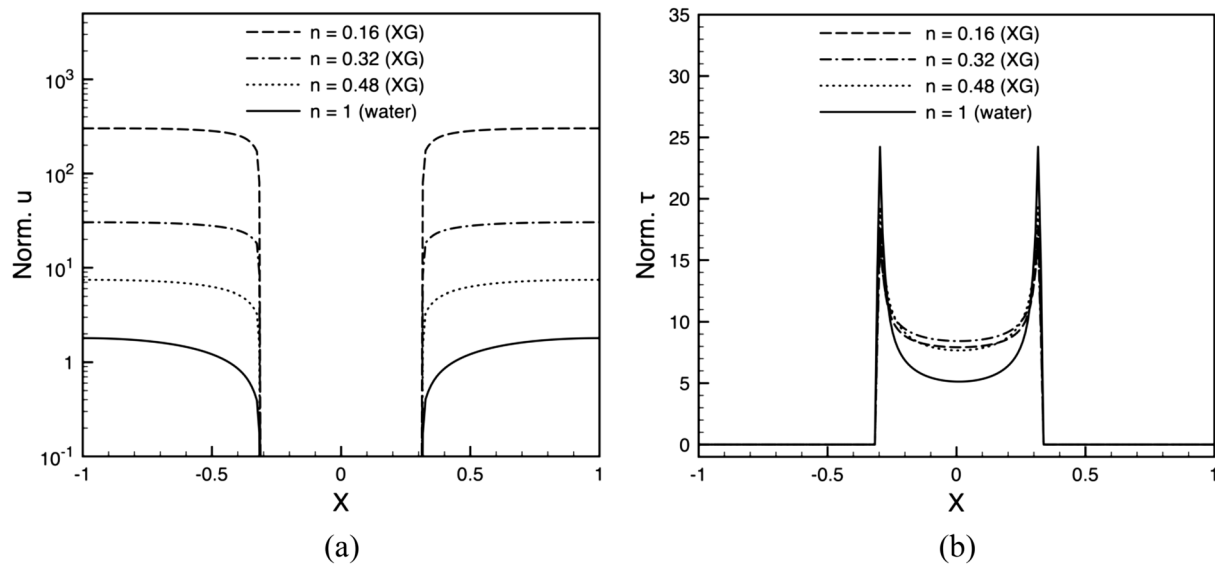 n = 0.16 (XG)
n = 0.32 (XG)
n = 0.48 (XG)
n = 1 (water)
Norm. u
10³
10²
10¹
1
10⁻¹
-1
-0.5
0
0.5
1
X
(a)
n = 0.16 (XG)
n = 0.32 (XG)
n = 0.48 (XG)
n = 1 (water)
Norm. τ
35
30
25
20
15
10
5
0
-1
-0.5
0
0.5
1
X
(b)